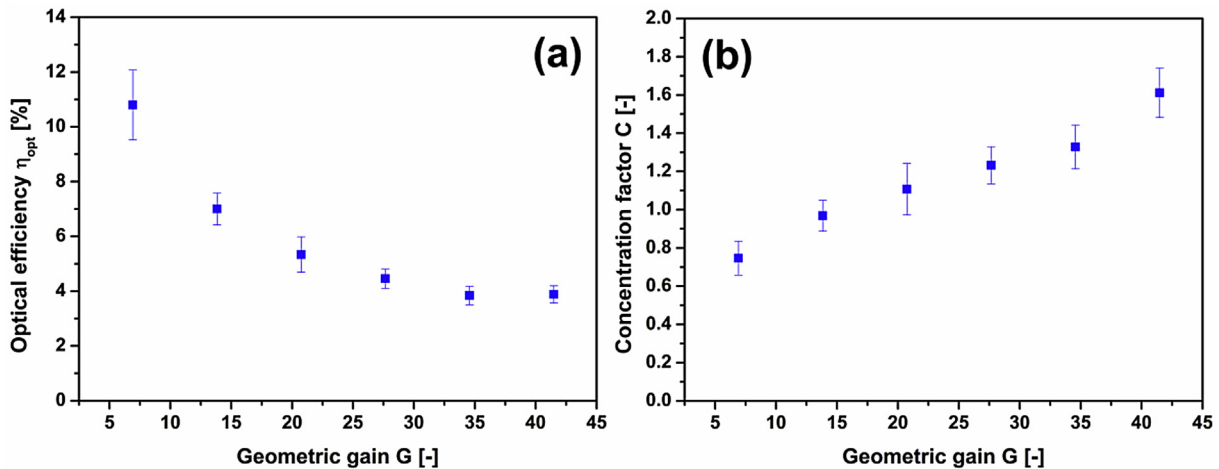 (a)
Optical efficiency ηopt [%]
14
12
10
8
6
4
2
0
5 10 15 20 25 30 35 40 45
Geometric gain G [-]
(b)
Concentration factor C [-]
2.0
1.8
1.6
1.4
1.2
1.0
0.8
0.6
0.4
0.2
0.0
5 10 15 20 25 30 35 40 45
Geometric gain G [-]